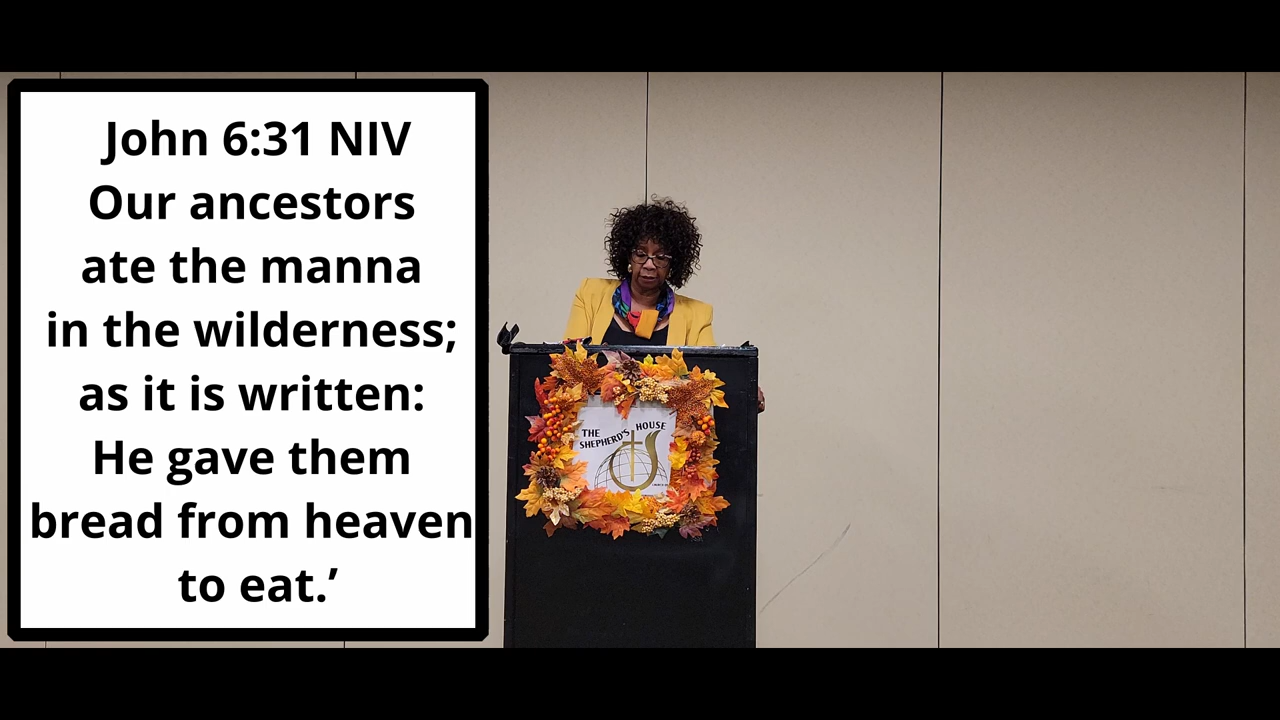 John 6:31 NIV
Our ancestors
ate the manna
in the wilderness;
as it is written:
He gave them
bread from heaven
to eat.’
THE
SHEPHERD'S HOUSE